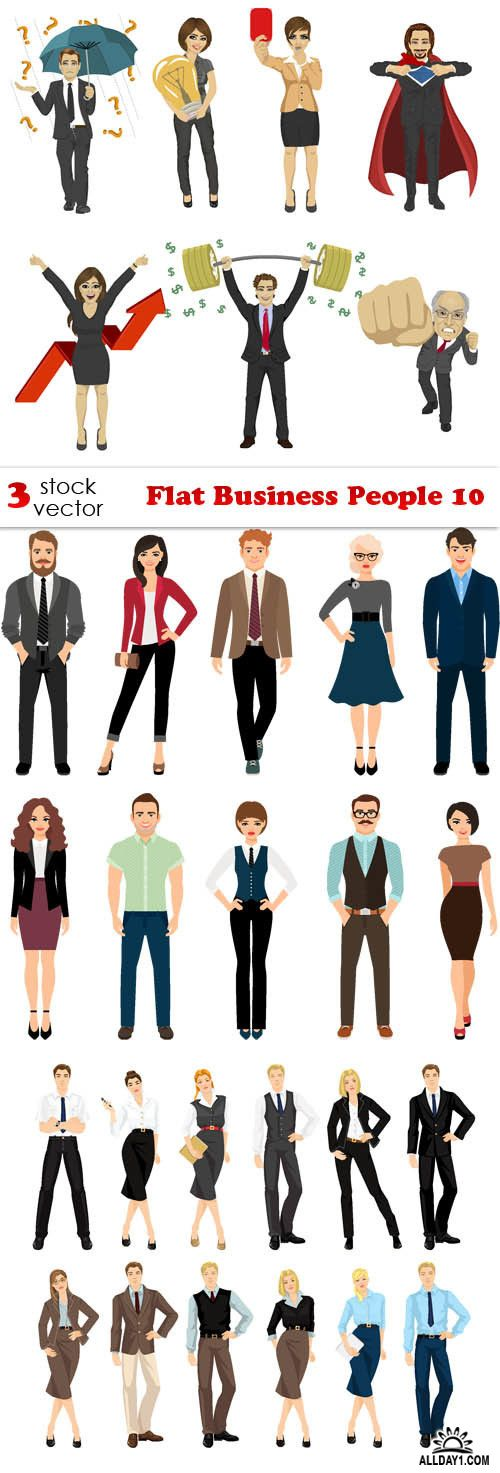 3 stock
vector
Flat Business People 10
ALLDAY1.COM